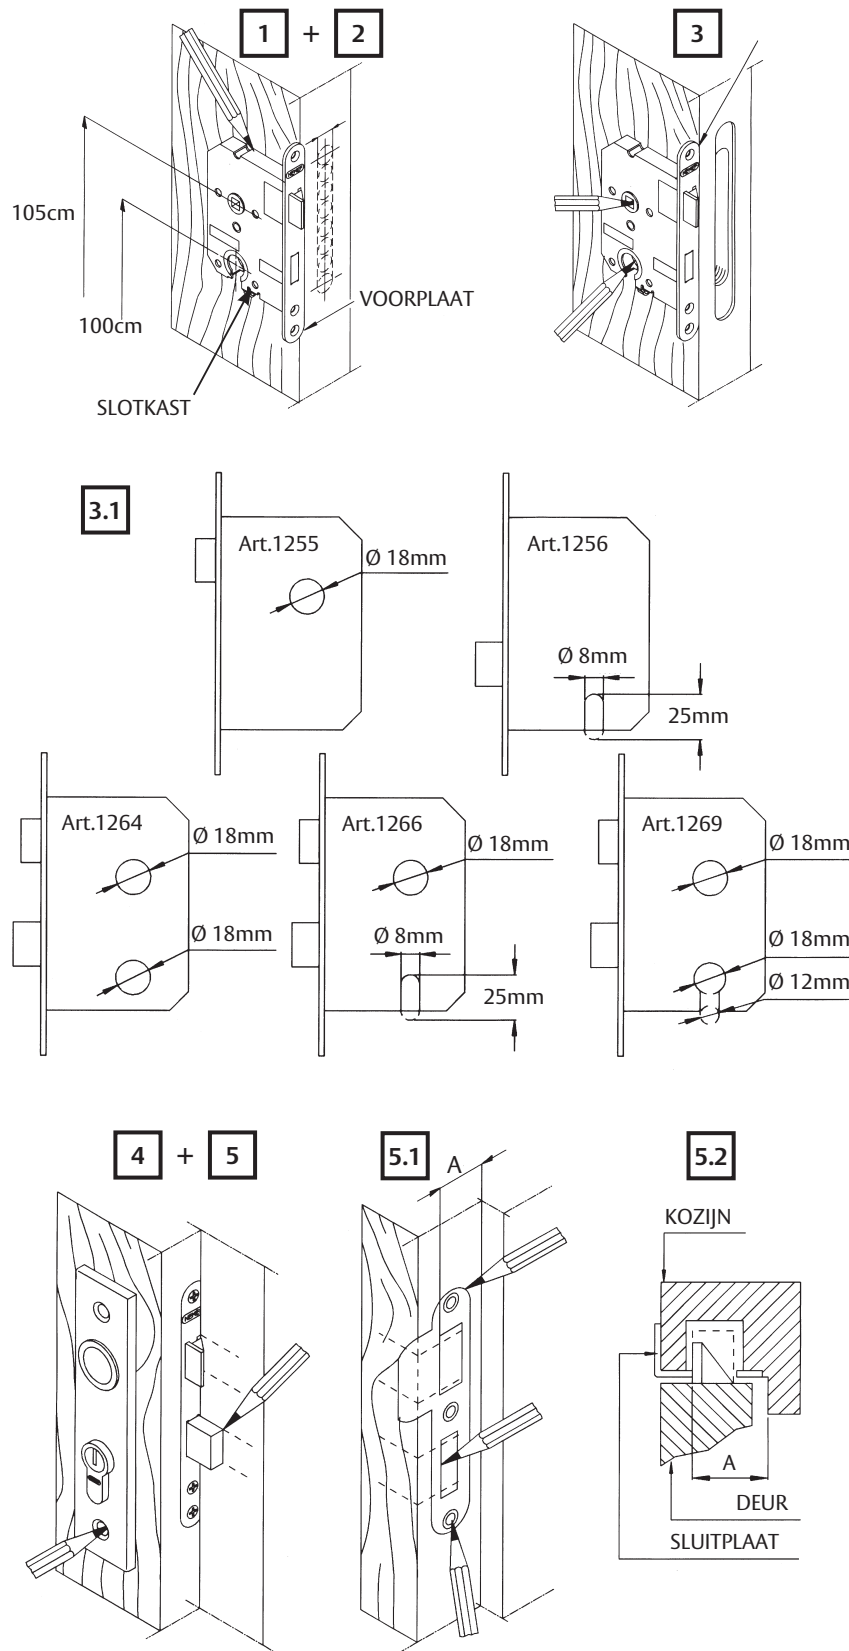 1 + 2
3
105cm
100cm
VOORPLAAT
SLOTKAST
3.1
Art.1255
Ø 18mm
Art.1256
Ø 8mm
25mm
Art.1264
Ø 18mm
Ø 18mm
Art.1266
Ø 18mm
Ø 8mm
25mm
Art.1269
Ø 18mm
Ø 18mm
Ø 12mm
4 + 5
5.1
A
5.2
KOZIJN
A
DEUR
SLUITPLAAT